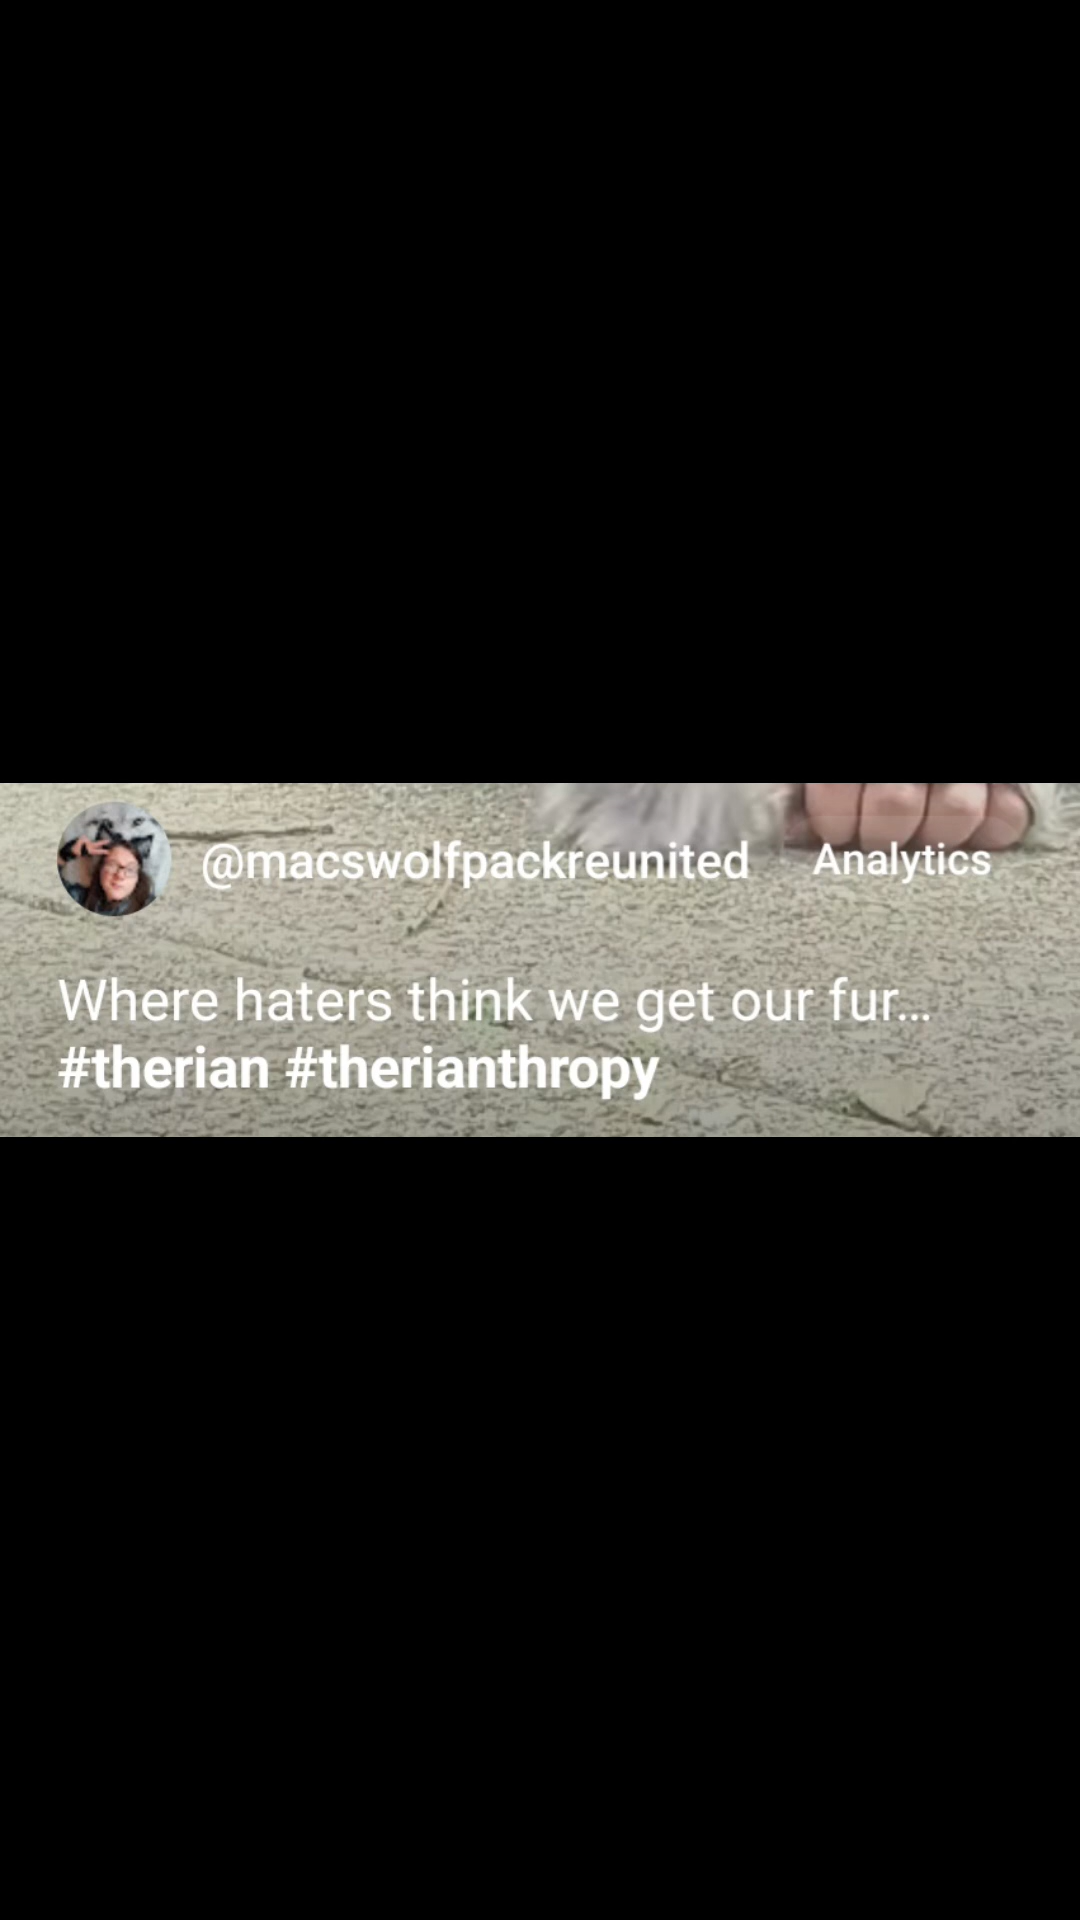 @macswolfpackreunited
Analytics
Where haters think we get our fur...
#therian #therianthropy